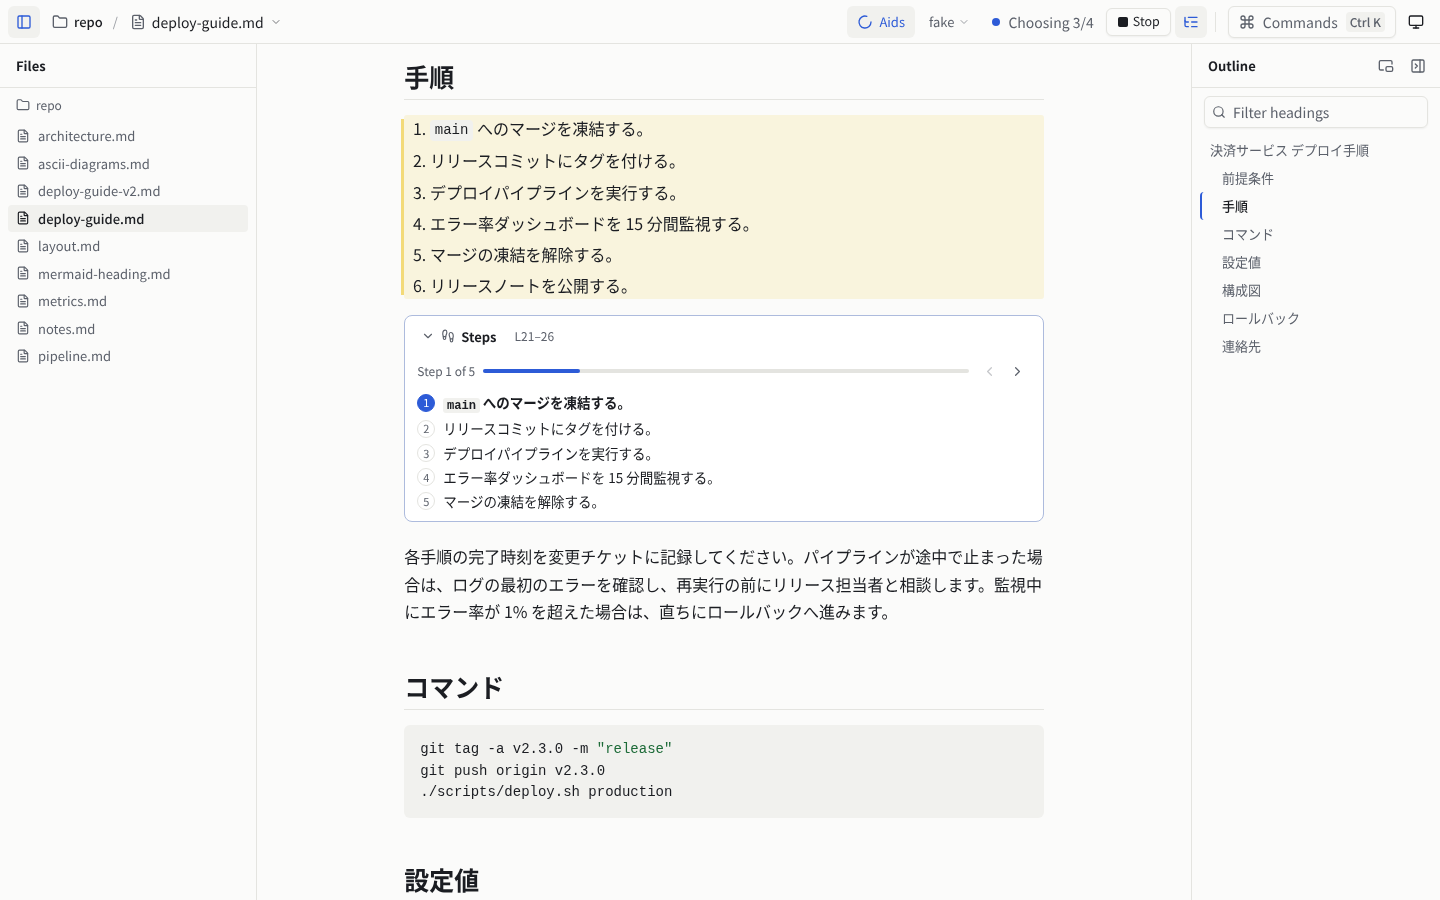 repo / deploy-guide.md
Aids
fake
Choosing 3/4
Stop
Commands Ctrl K
Files
repo
architecture.md
ascii-diagrams.md
deploy-guide-v2.md
deploy-guide.md
layout.md
mermaid-heading.md
metrics.md
notes.md
pipeline.md
手順
1. main へのマージを凍結する。
2. リリースコミットにタグを付ける。
3. デプロイパイプラインを実行する。
4. エラー率ダッシュボードを 15 分間監視する。
5. マージの凍結を解除する。
6. リリースノートを公開する。
Steps L21–26
Step 1 of 5
1 main へのマージを凍結する。
2 リリースコミットにタグを付ける。
3 デプロイパイプラインを実行する。
4 エラー率ダッシュボードを 15 分間監視する。
5 マージの凍結を解除する。
各手順の完了時刻を変更チケットに記録してください。パイプラインが途中で止まった場
合は、ログの最初のエラーを確認し、再実行の前にリリース担当者と相談します。監視中
にエラー率が 1% を超えた場合は、直ちにロールバックへ進みます。
コマンド
git tag -a v2.3.0 -m "release"
git push origin v2.3.0
./scripts/deploy.sh production
設定値
Outline
Filter headings
決済サービス デプロイ手順
前提条件
手順
コマンド
設定値
構成図
ロールバック
連絡先